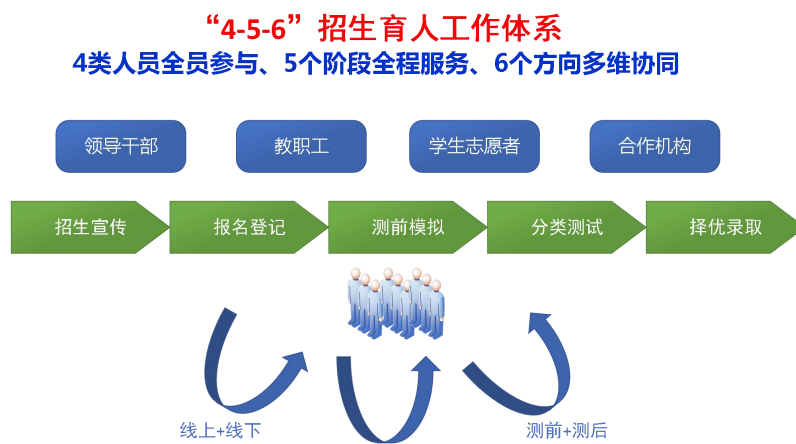 “4-5-6”招生育人工作体系
4类人员全员参与、5个阶段全程服务、6个方向多维协同
领导干部
教职工
学生志愿者
合作机构
招生宣传
报名登记
测前模拟
分类测试
择优录取
线上+线下
测前+测后